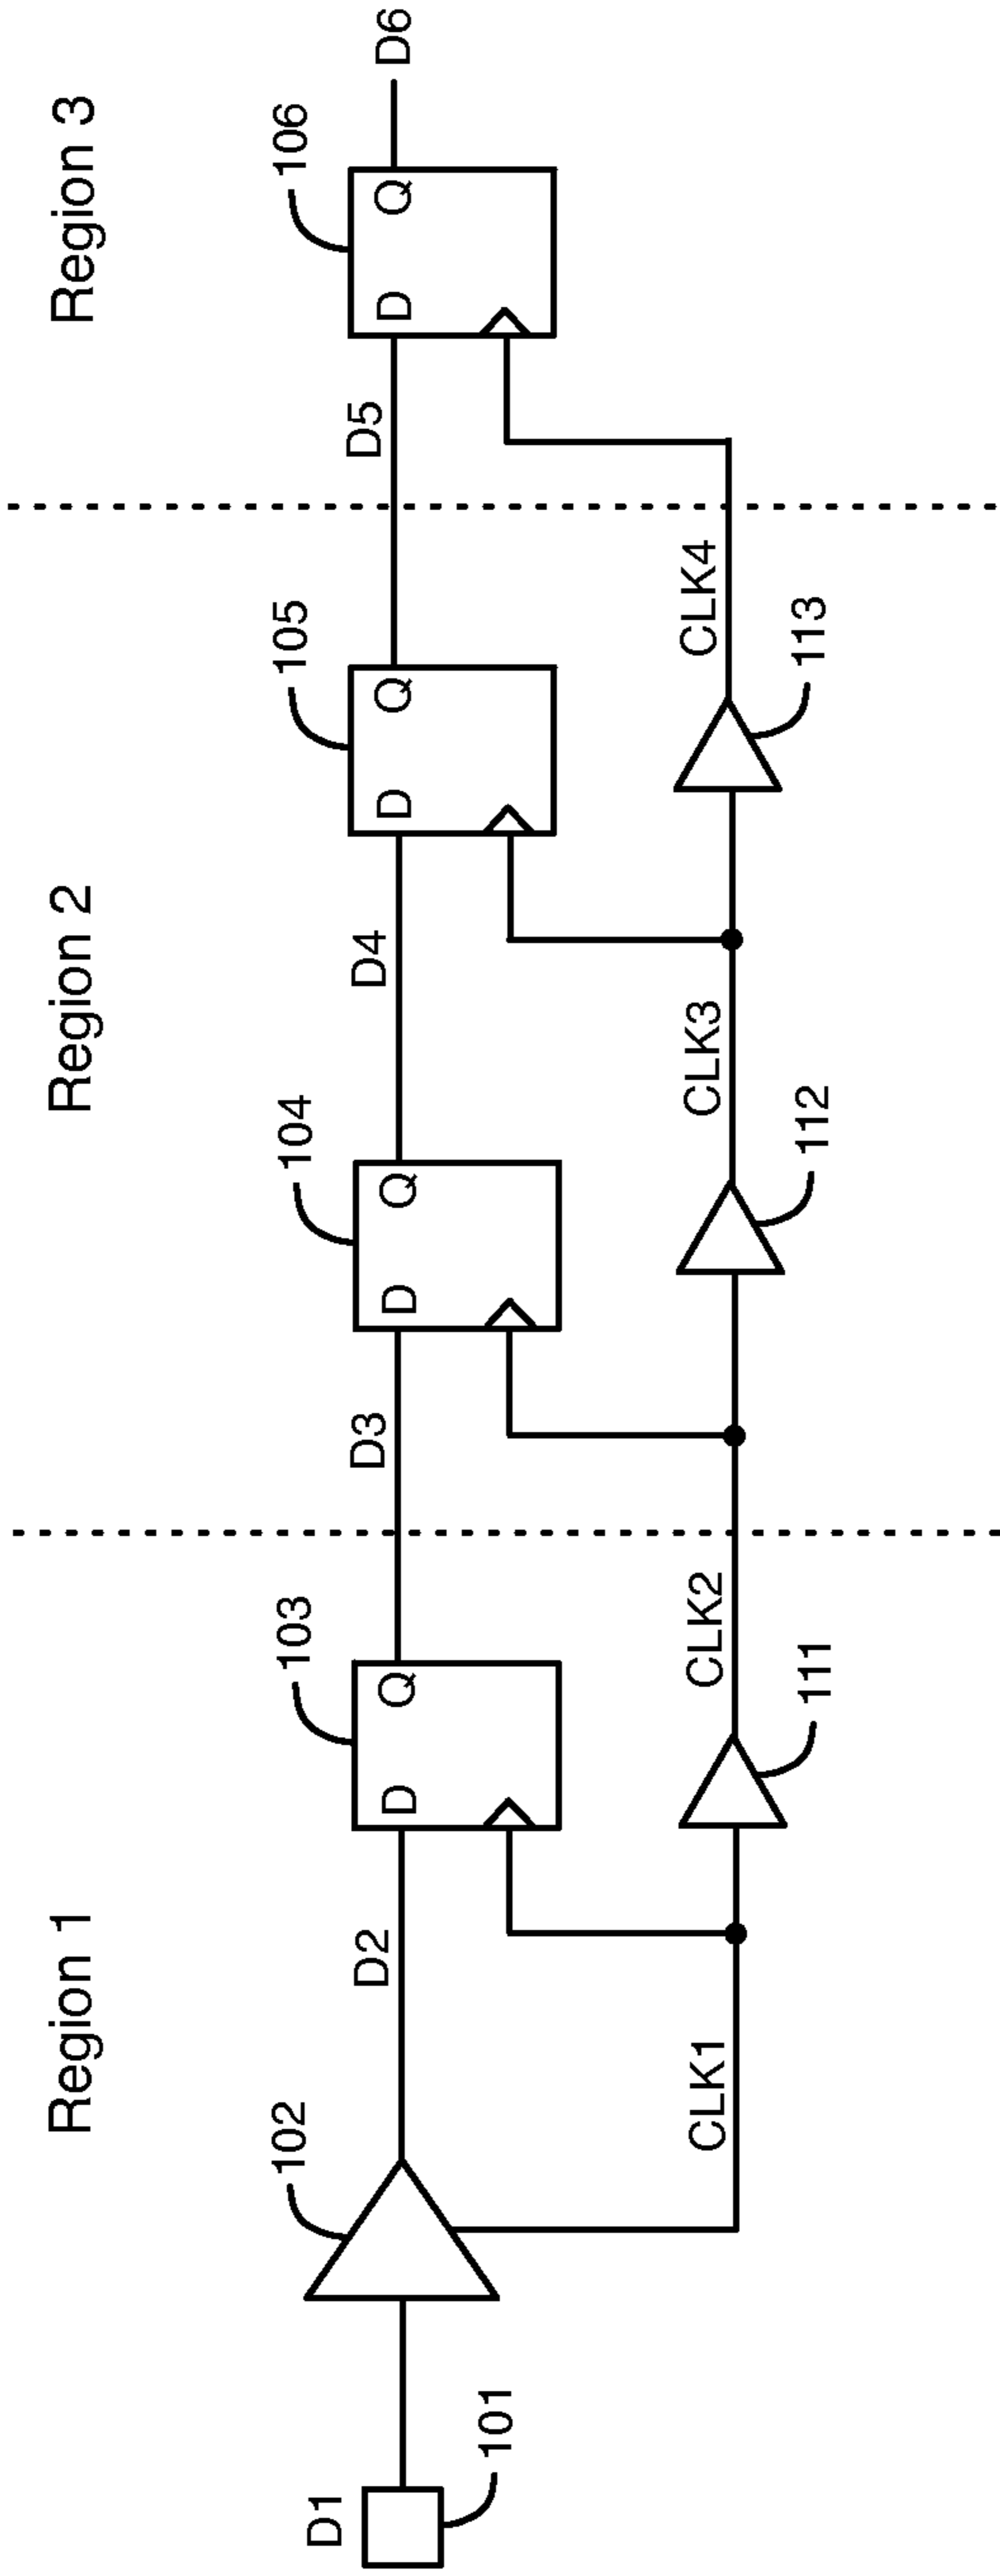 Region 1
Region 2
Region 3
102
103
104
105
106
D1
D2
D3
D4
D5
D6
D
Q
D
Q
D
Q
D
Q
101
CLK1
CLK2
CLK3
CLK4
111
112
113